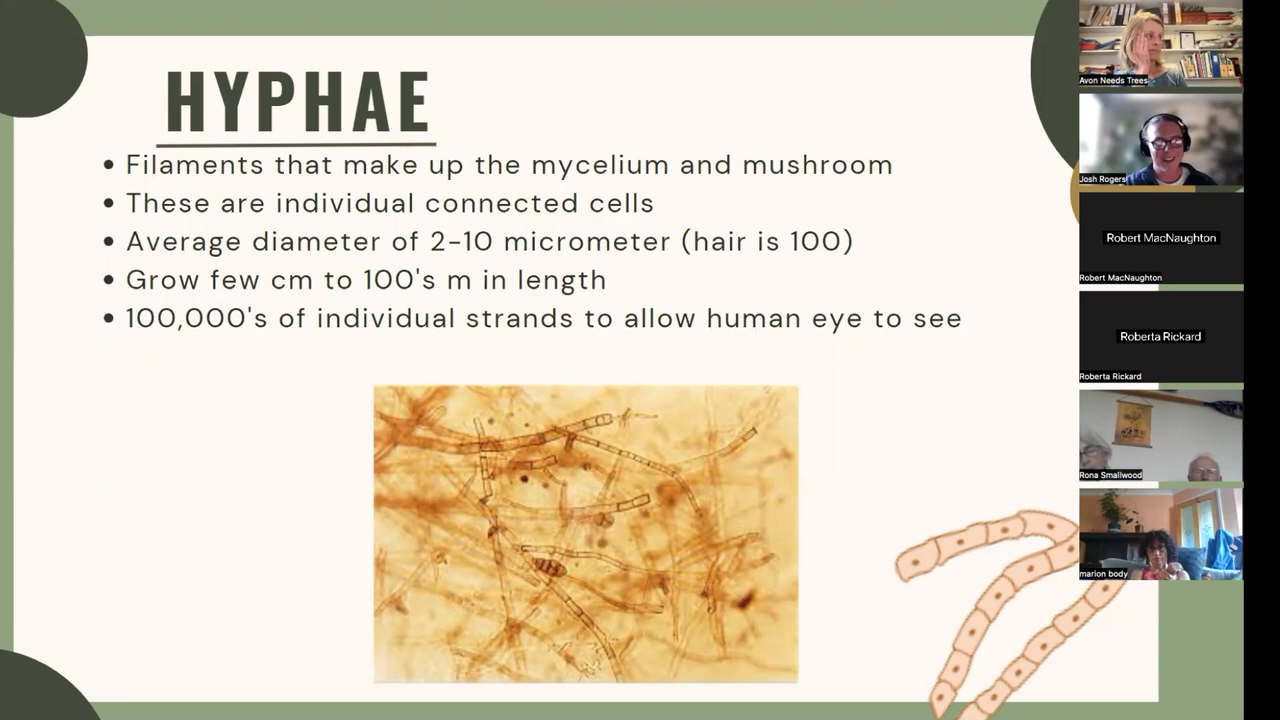 HYPHAE
• Filaments that make up the mycelium and mushroom
• These are individual connected cells
• Average diameter of 2-10 micrometer (hair is 100)
• Grow few cm to 100's m in length
• 100,000's of individual strands to allow human eye to see
Avon Needs Trees
Josh Rogers
Robert MacNaughton
Robert MacNaughton
Roberta Rickard
Roberta Rickard
Rona Smallwood
marion body